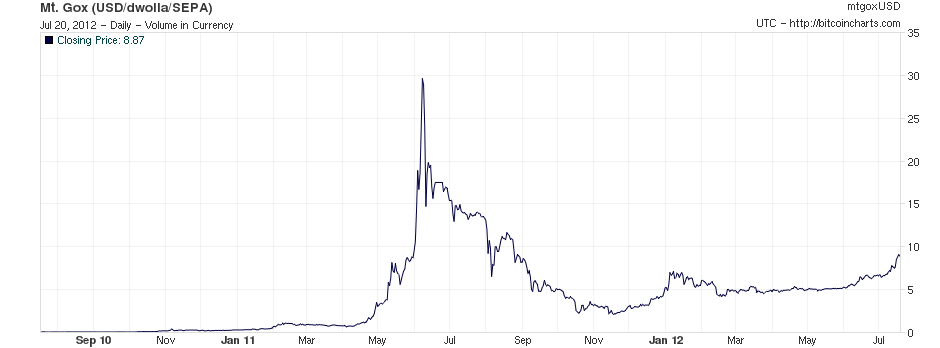 Mt. Gox (USD/dwolla/SEPA)
mtgoxUSD
Jul 20, 2012 – Daily – Volume in Currency
UTC – http://bitcoincharts.com
Closing Price: 8.87
35
30
25
20
15
10
5
0
Sep 10 Nov Jan 11 Mar May Jul Sep Nov Jan 12 Mar May Jul